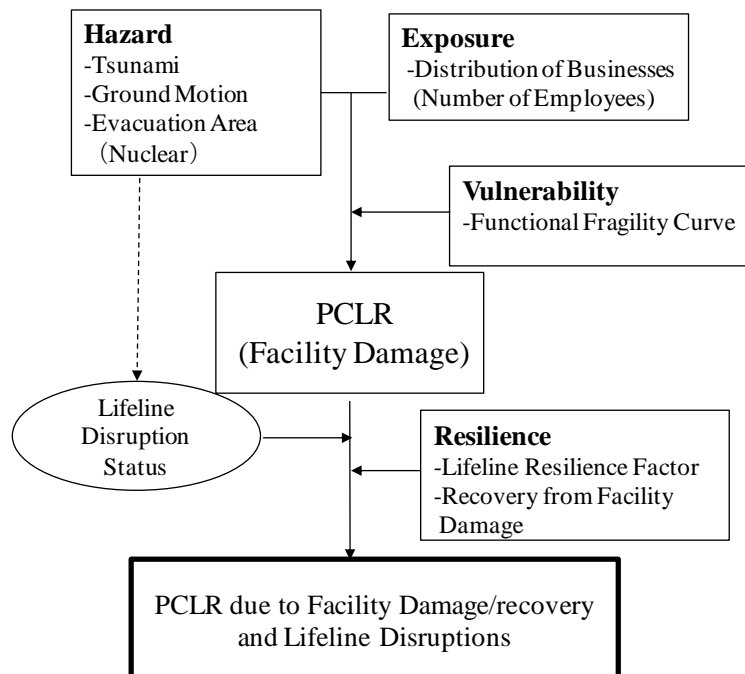 Hazard
-Tsunami
-Ground Motion
-Evacuation Area
（Nuclear）
Exposure
-Distribution of Businesses
(Number of Employees)
Vulnerability
-Functional Fragility Curve
PCLR
(Facility Damage)
Lifeline
Disruption
Status
Resilience
-Lifeline Resilience Factor
-Recovery from Facility
Damage
PCLR due to Facility Damage/recovery
and Lifeline Disruptions